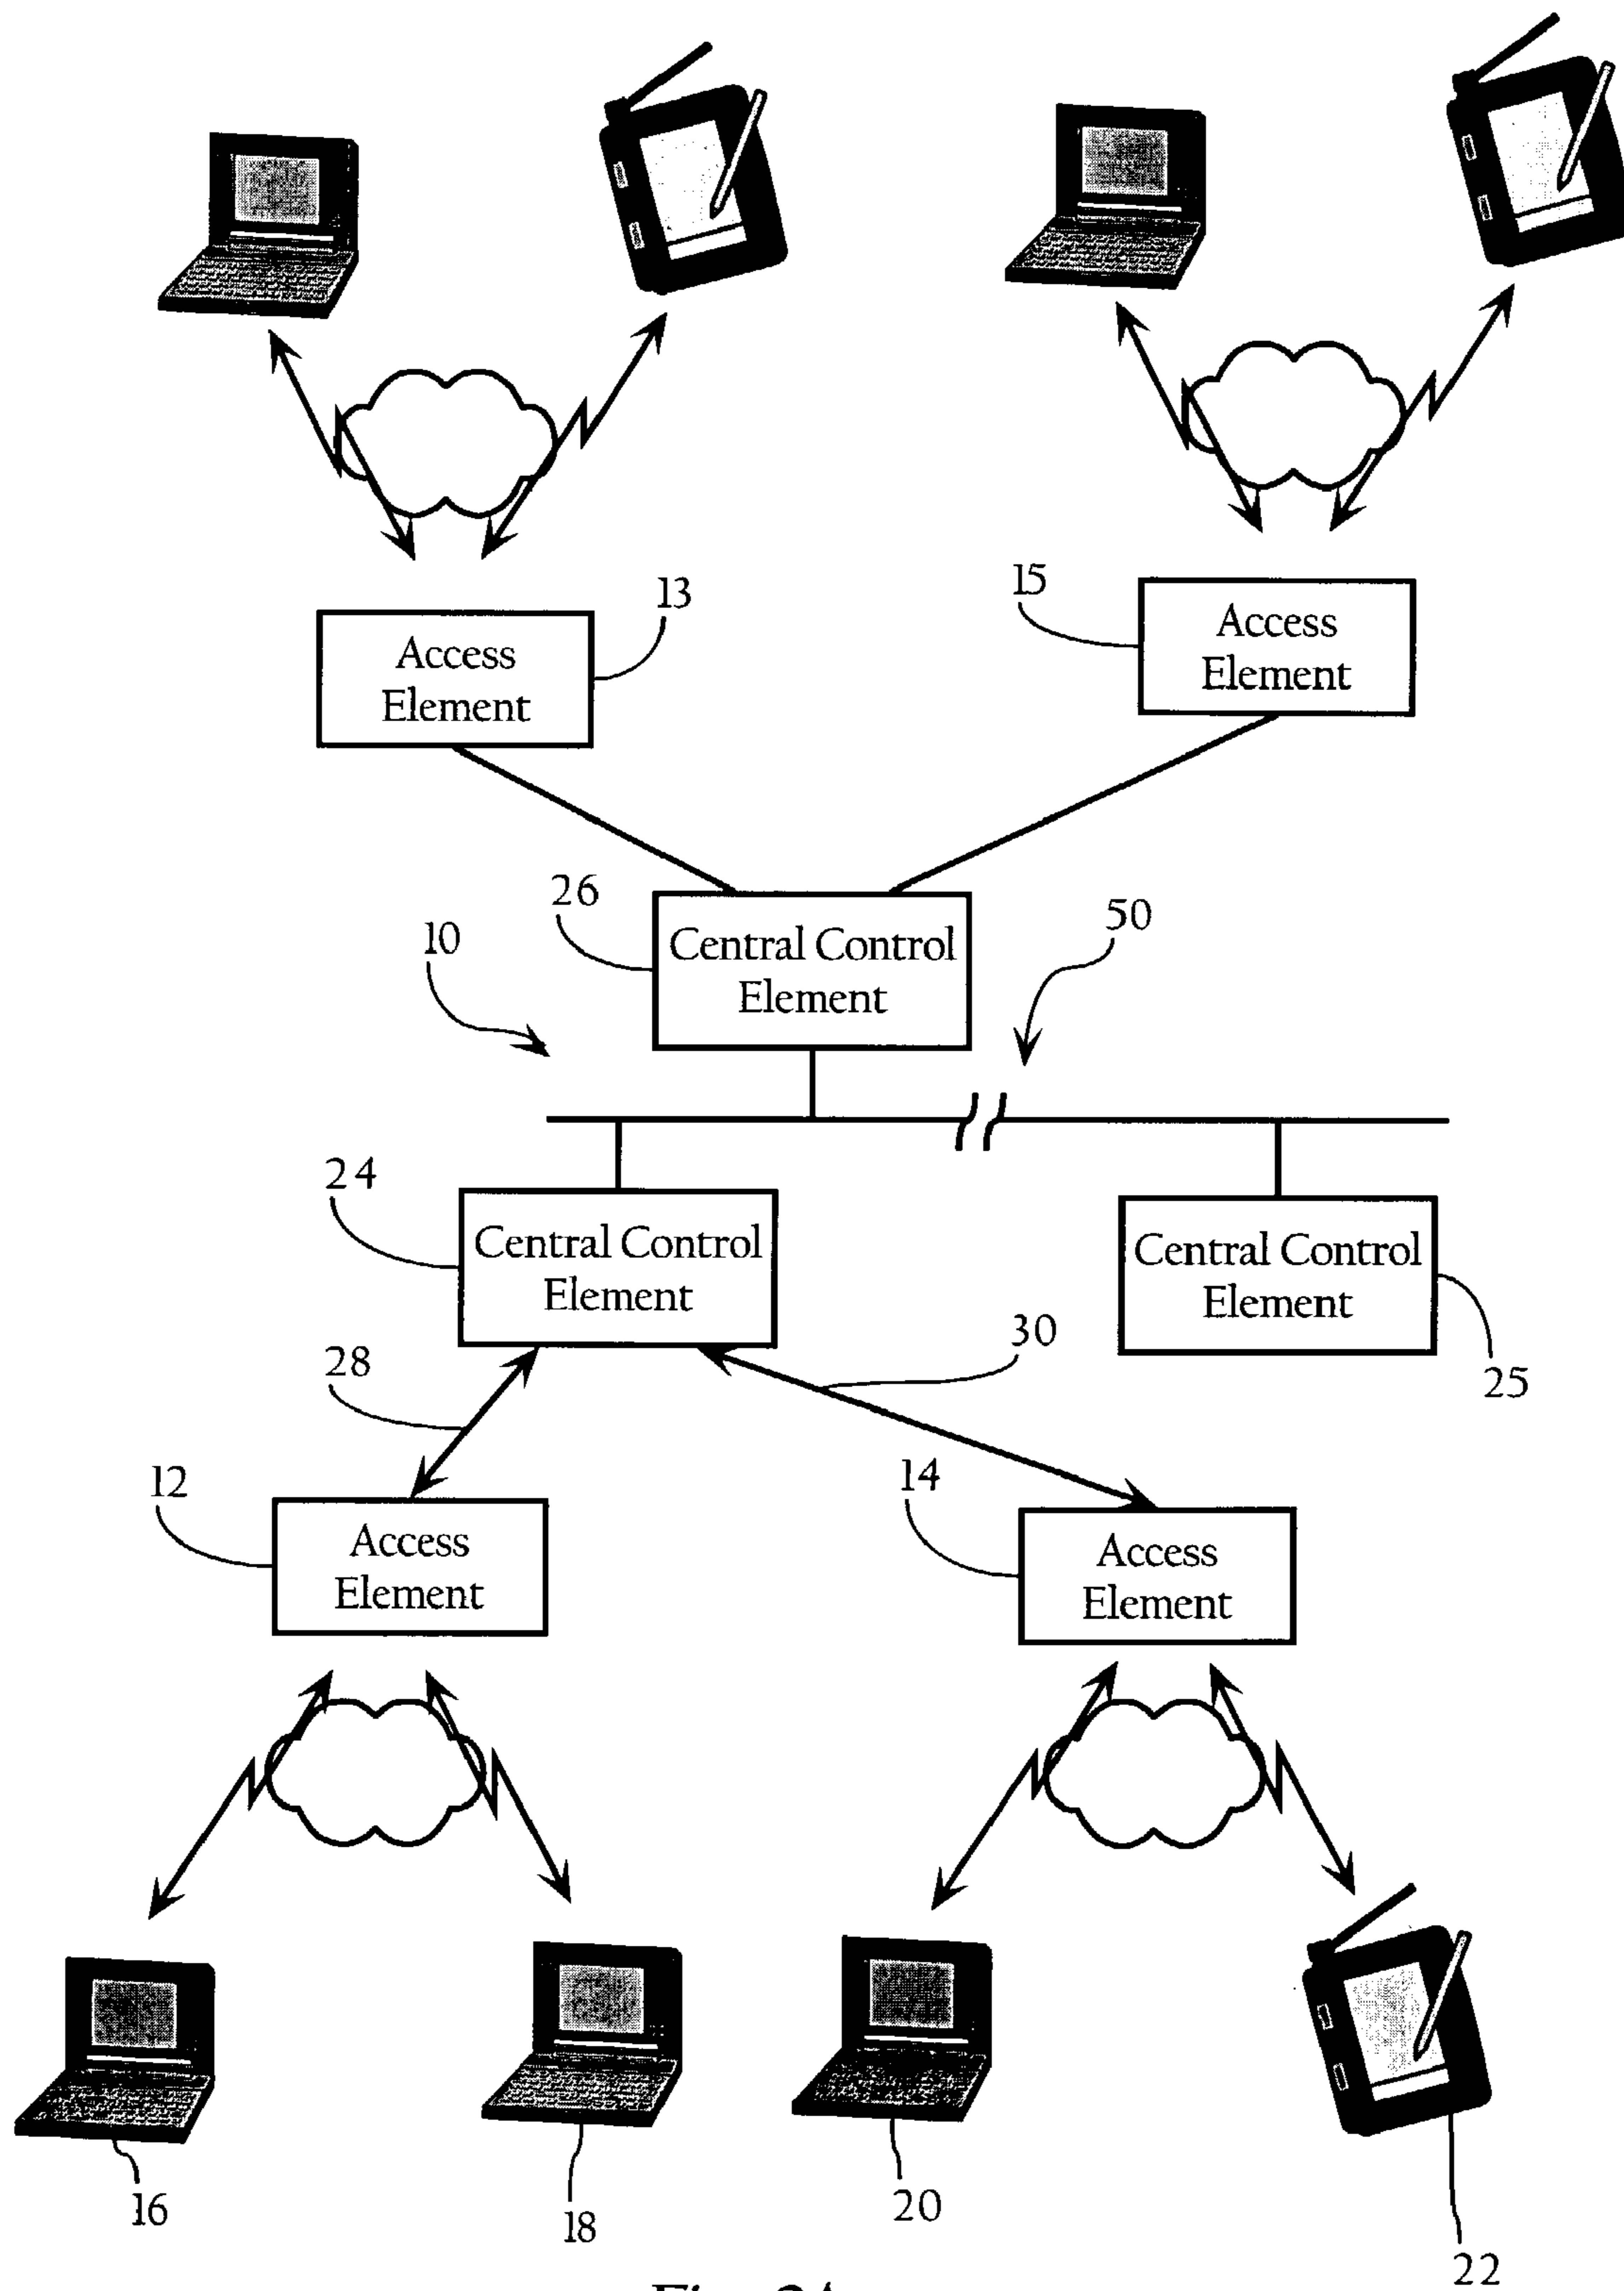 13
15
Access
Element
Access
Element
26
10
50
Central Control
Element
24
Central Control
Element
Central Control
Element
28
30
25
12
14
Access
Element
Access
Element
16
18
20
22